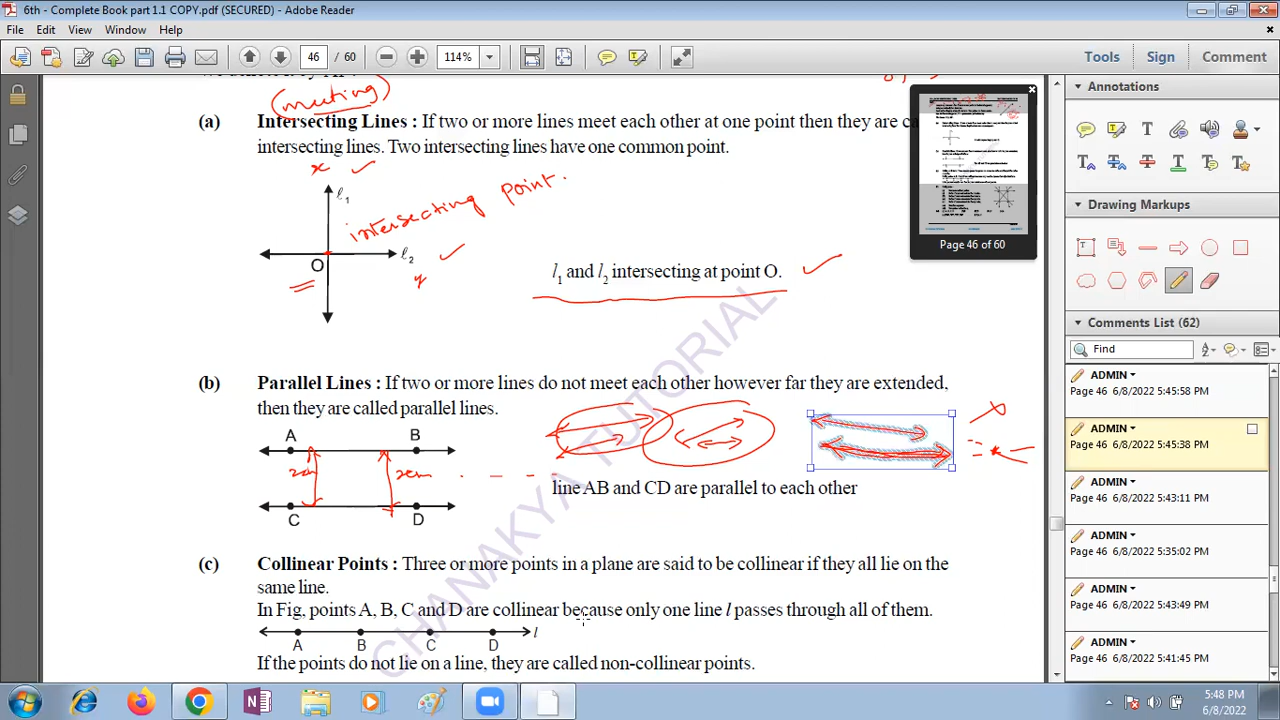 6th - Complete Book part 1.1 COPY.pdf (SECURED) - Adobe Reader
File Edit View Window Help
46 / 60 114% Tools Sign Comment
(meeting)
(a) Intersecting Lines : If two or more lines meet each other at one point then they are
intersecting lines. Two intersecting lines have one common point.
x
ℓ1
intersecting point.
O ℓ2
y
l1 and l2 intersecting at point O.
(b) Parallel Lines : If two or more lines do not meet each other however far they are extended,
then they are called parallel lines.
A B
2cm 2cm
line AB and CD are parallel to each other
C D
(c) Collinear Points : Three or more points in a plane are said to be collinear if they all lie on the
same line.
In Fig, points A, B, C and D are collinear because only one line l passes through all of them.
A B C D l
If the points do not lie on a line, they are called non-collinear points.
CHANAKYA TUTORIAL
Page 46 of 60
Annotations
Drawing Markups
Comments List (62)
Find
ADMIN
Page 46 6/8/2022 5:45:58 PM
ADMIN
Page 46 6/8/2022 5:45:38 PM
ADMIN
Page 46 6/8/2022 5:43:11 PM
ADMIN
Page 46 6/8/2022 5:35:02 PM
ADMIN
Page 46 6/8/2022 5:43:49 PM
ADMIN
Page 46 6/8/2022 5:41:45 PM
5:48 PM
6/8/2022